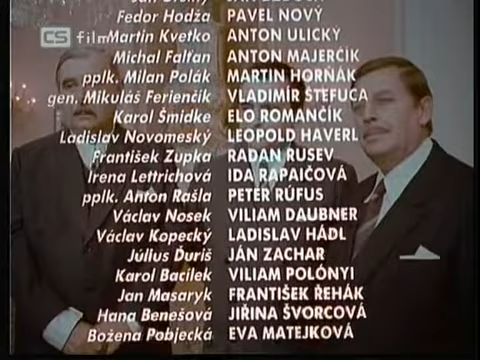 Fedor Hodža PAVEL NOVÝ
CS film
Martin Kvetko ANTON ULICKÝ
Michal Falťan ANTON MAJERČÍK
pplk. Milan Polák MARTIN HORŇÁK
gen. Mikuláš Ferienčík VLADIMÍR ŠTEFUCA
Karol Šmidke ELO ROMANČÍK
Ladislav Novomeský LEOPOLD HAVERL
František Zupka RADAN RUSEV
Irena Lettrichová IDA RAPAIČOVÁ
pplk. Anton Rašla PETER RÚFUS
Václav Nosek VILIAM DAUBNER
Václav Kopecký LADISLAV HÁDL
Július Ďuriš JÁN ZACHAR
Karol Bacílek VILIAM POLÓNYI
Jan Masaryk FRANTIŠEK ŘEHÁK
Hana Benešová JIŘINA ŠVORCOVÁ
Božena Pobjecká EVA MATEJKOVÁ